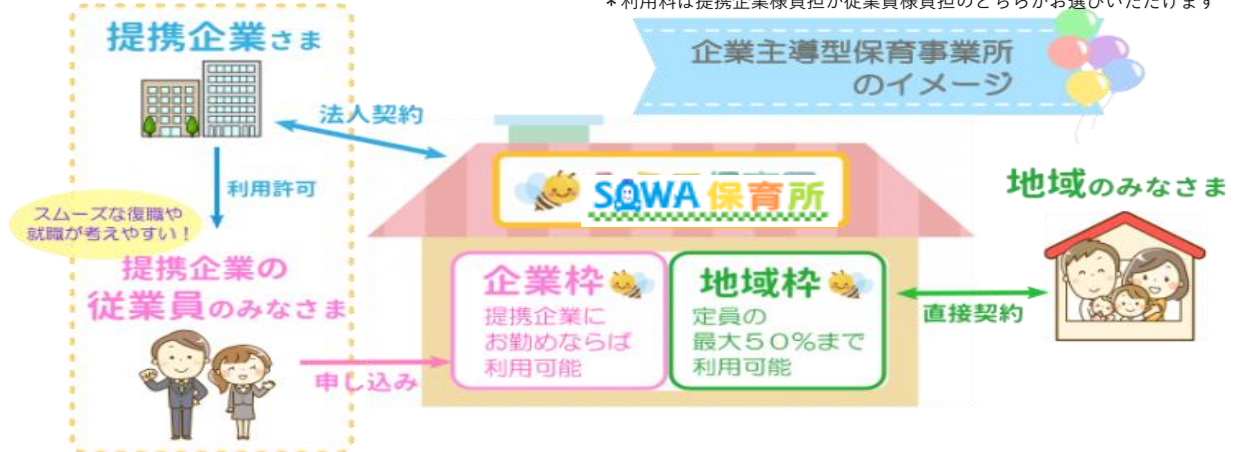 ＊利用料は提携企業様負担か従業員様負担のどちらかお選びいただけます
提携企業さま
企業主導型保育事業所
のイメージ
法人契約
利用許可
スムーズな復職や
就職が考えやすい！
SOWA保育所
地域のみなさま
提携企業の
従業員のみなさま
企業枠
提携企業に
お勤めならば
利用可能
地域枠
定員の
最大50％まで
利用可能
直接契約
申し込み